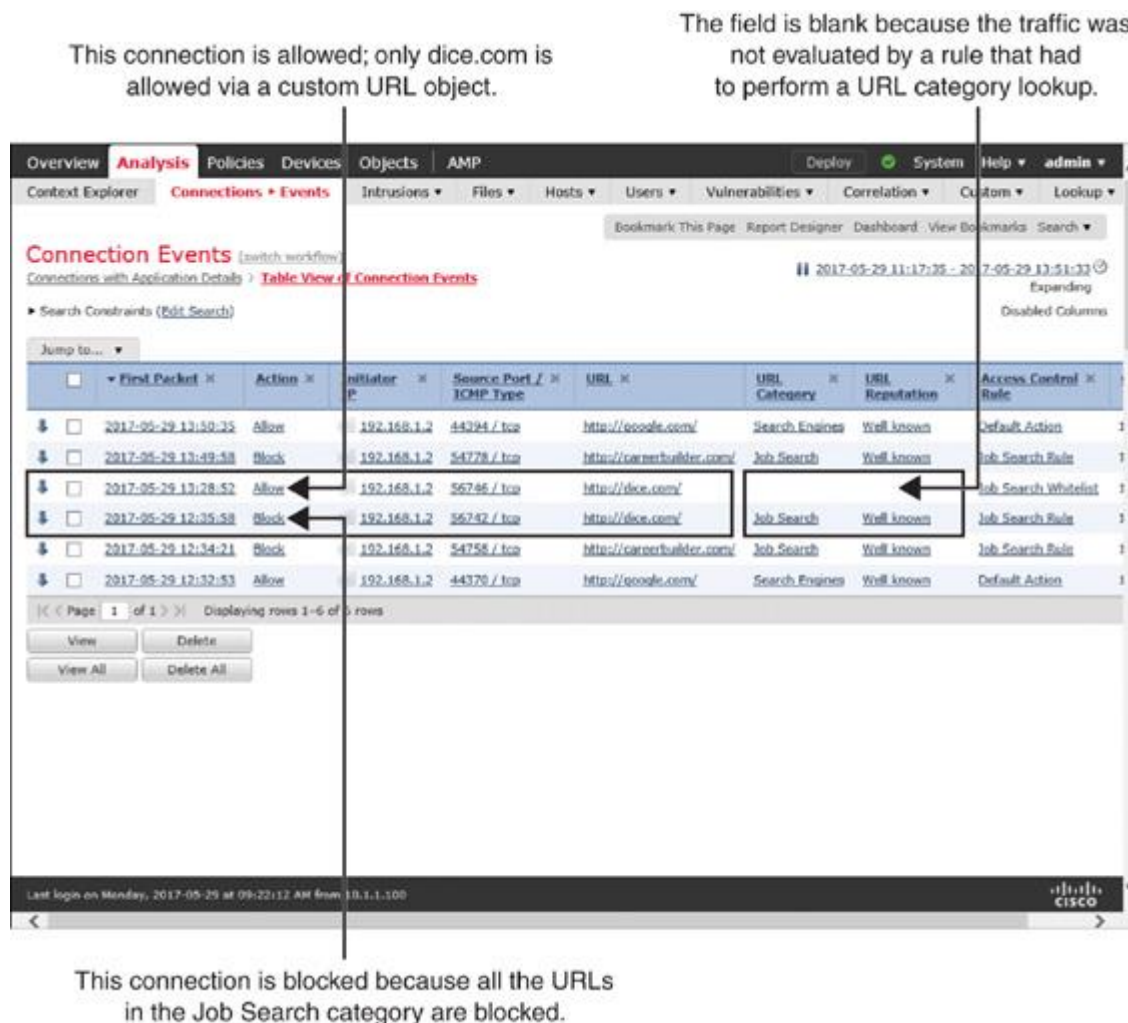 The field is blank because the traffic was
not evaluated by a rule that had
to perform a URL category lookup.
This connection is allowed; only dice.com is
allowed via a custom URL object.
Overview Analysis Policies Devices Objects AMP Deploy System Help ▾ admin ▾
Context Explorer Connections ▸ Events Intrusions ▾ Files ▾ Hosts ▾ Users ▾ Vulnerabilities ▾ Correlation ▾ Custom ▾ Lookup ▾
Bookmark This Page Report Designer Dashboard View Bookmarks Search ▾
Connection Events (switch workflow)
Connections with Application Details > Table View of Connection Events
2017-05-29 11:17:35 - 2017-05-29 13:51:33
Expanding
▸ Search Constraints (Edit Search)
Disabled Columns
Jump to... ▾
▾ First Packet × Action × Initiator IP × Source Port / ICMP Type × URL × URL Category × URL Reputation × Access Control Rule ×
2017-05-29 13:50:35 Allow 192.168.1.2 44394 / tcp http://google.com/ Search Engines Well known Default Action
2017-05-29 13:49:58 Block 192.168.1.2 54778 / tcp http://careerbuilder.com/ Job Search Well known Job Search Rule
2017-05-29 13:28:52 Allow 192.168.1.2 56746 / tcp http://dice.com/ Job Search Whitelist
2017-05-29 12:35:58 Block 192.168.1.2 56742 / tcp http://dice.com/ Job Search Well known Job Search Rule
2017-05-29 12:34:21 Block 192.168.1.2 54758 / tcp http://careerbuilder.com/ Job Search Well known Job Search Rule
2017-05-29 12:32:53 Allow 192.168.1.2 44370 / tcp http://google.com/ Search Engines Well known Default Action
|< < Page 1 of 1 > >| Displaying rows 1–6 of 6 rows
View Delete
View All Delete All
Last login on Monday, 2017-05-29 at 09:22:12 AM from 10.1.1.100
CISCO
This connection is blocked because all the URLs
in the Job Search category are blocked.